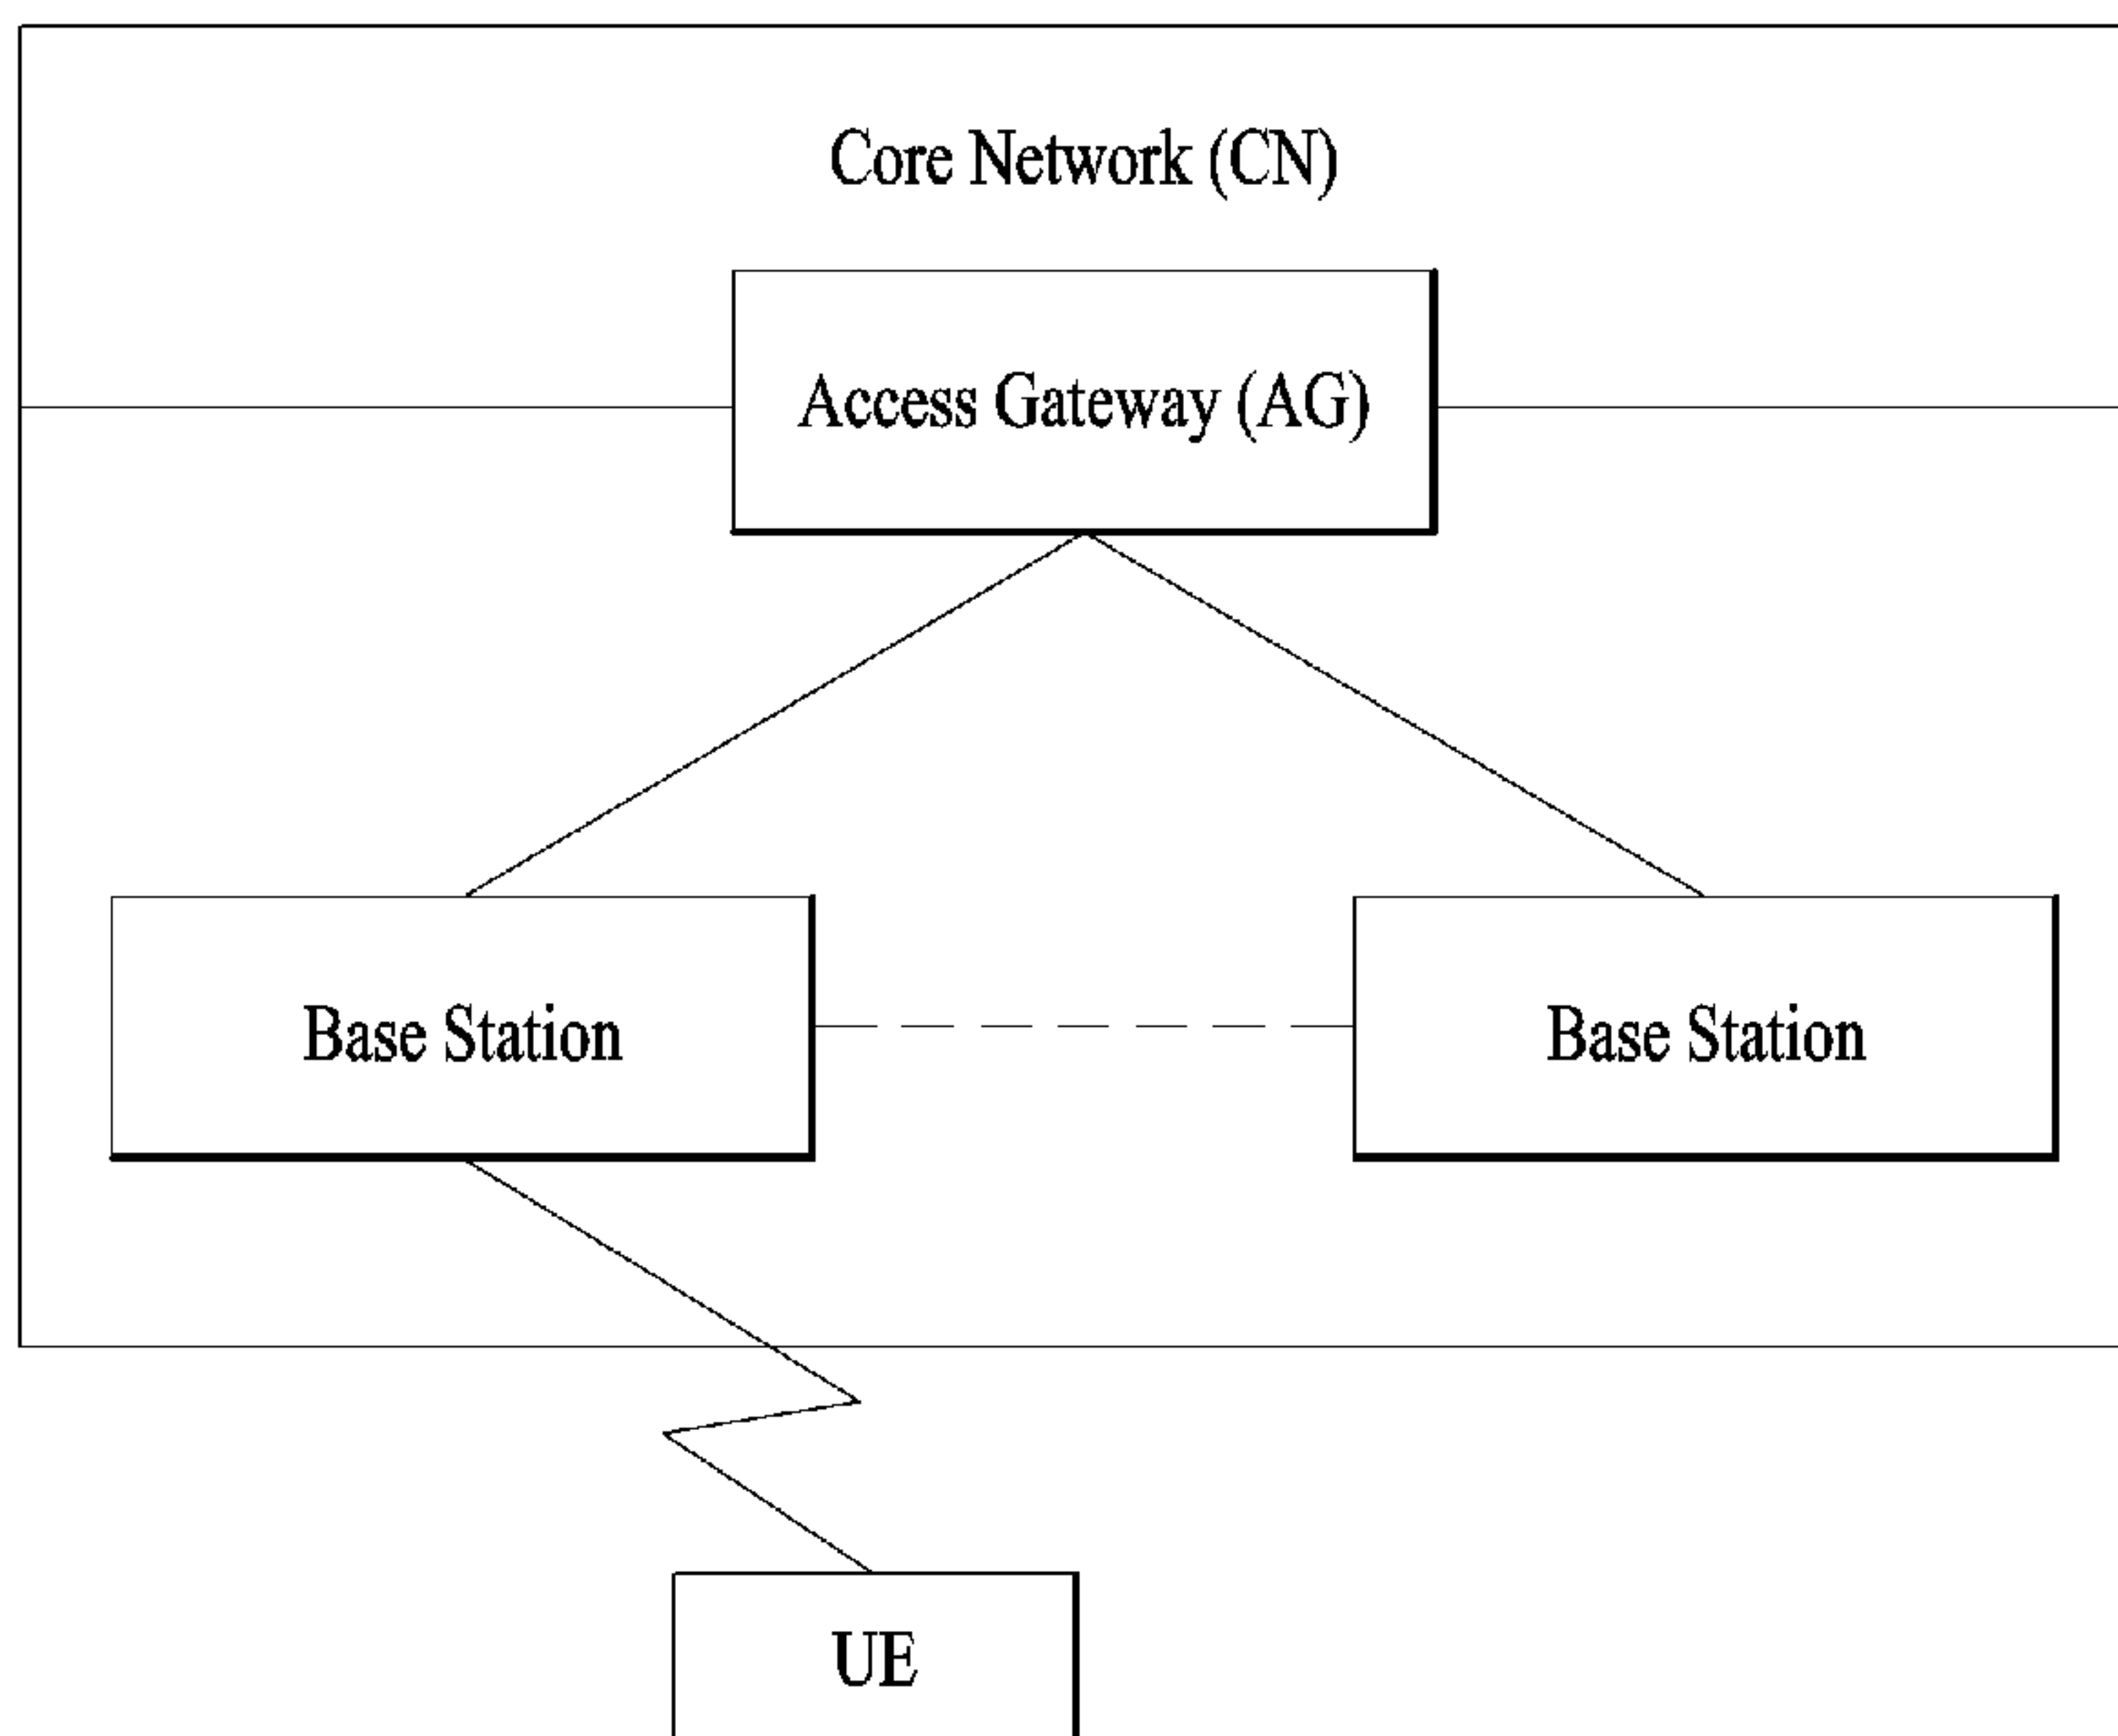 Core Network (CN)
Access Gateway (AG)
Base Station
Base Station
UE